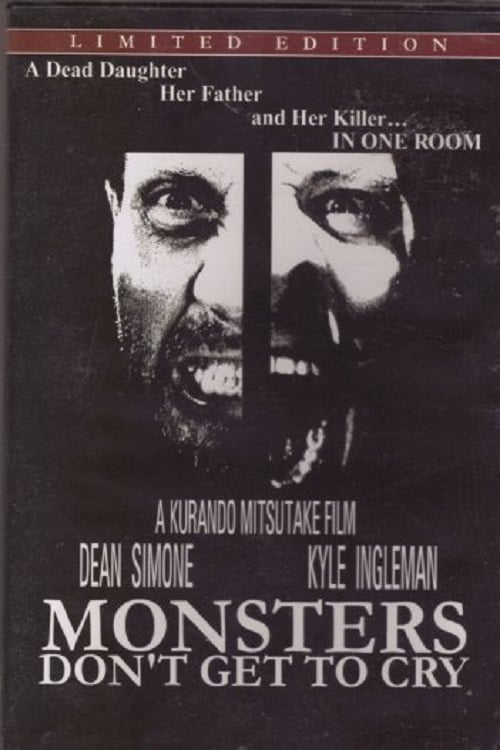 LIMITED EDITION
A Dead Daughter
Her Father
and Her Killer...
IN ONE ROOM
A KURANDO MITSUTAKE FILM
DEAN SIMONE KYLE INGLEMAN
MONSTERS
DON'T GET TO CRY